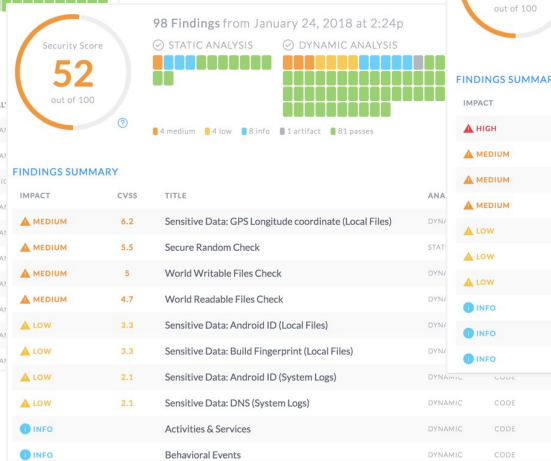 98 Findings from January 24, 2018 at 2:24p
STATIC ANALYSIS
DYNAMIC ANALYSIS
Security Score
52
out of 100
4 medium
4 low
8 info
1 artifact
81 passes
FINDINGS SUMMARY
IMPACT CVSS TITLE
MEDIUM 6.2 Sensitive Data: GPS Longitude coordinate (Local Files)
MEDIUM 5.5 Secure Random Check
MEDIUM 5 World Writable Files Check
MEDIUM 4.7 World Readable Files Check
LOW 3.3 Sensitive Data: Android ID (Local Files)
LOW 3.3 Sensitive Data: Build Fingerprint (Local Files)
LOW 2.1 Sensitive Data: Android ID (System Logs)
LOW 2.1 Sensitive Data: DNS (System Logs) DYNAMIC CODE
INFO Activities & Services DYNAMIC CODE
INFO Behavioral Events DYNAMIC CODE
out of 100
IMPACT
HIGH
MEDIUM
MEDIUM
MEDIUM
LOW
LOW
LOW
INFO
INFO
INFO